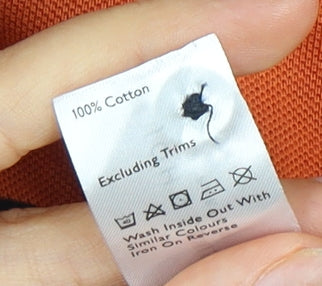 100% Cotton
Excluding Trims
Wash Inside Out With
Similar Colours
Iron On Reverse